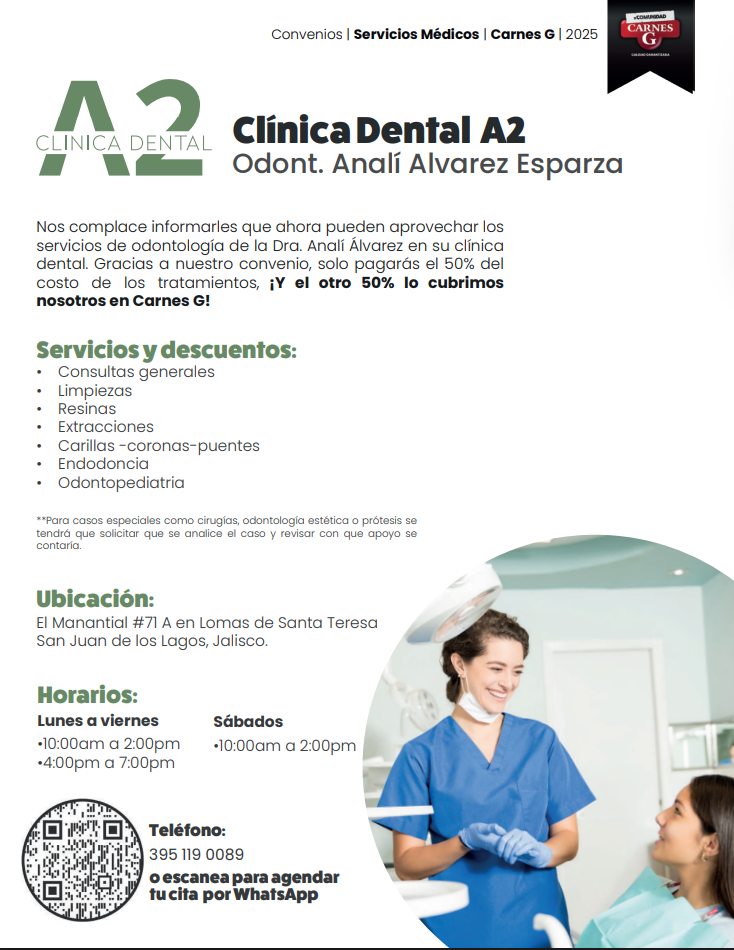 Convenios | Servicios Médicos | Carnes G | 2025
#COMUNIDAD
CARNES
G
CALIDAD GARANTIZADA
A2
CLINICA DENTAL
Clínica Dental A2
Odont. Analí Alvarez Esparza
Nos complace informarles que ahora pueden aprovechar los
servicios de odontología de la Dra. Analí Álvarez en su clínica
dental. Gracias a nuestro convenio, solo pagarás el 50% del
costo de los tratamientos, ¡Y el otro 50% lo cubrimos
nosotros en Carnes G!
Servicios y descuentos:
• Consultas generales
• Limpiezas
• Resinas
• Extracciones
• Carillas -coronas-puentes
• Endodoncia
• Odontopediatria
**Para casos especiales como cirugías, odontología estética o prótesis se
tendrá que solicitar que se analice el caso y revisar con que apoyo se
contaría.
Ubicación:
El Manantial #71 A en Lomas de Santa Teresa
San Juan de los Lagos, Jalisco.
Horarios:
Lunes a viernes
•10:00am a 2:00pm
•4:00pm a 7:00pm
Sábados
•10:00am a 2:00pm
Teléfono:
395 119 0089
o escanea para agendar
tu cita por WhatsApp